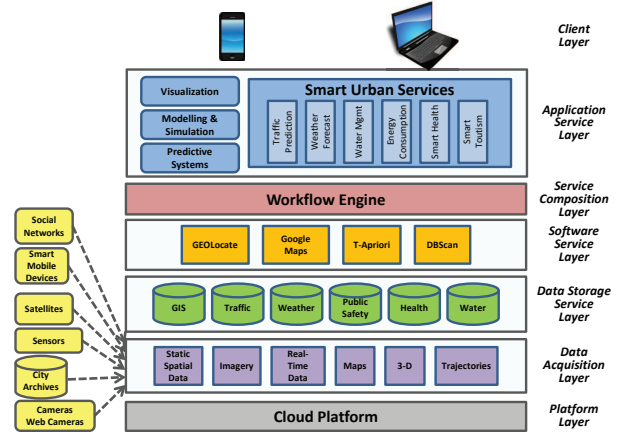 Client
Layer
Visualization
Modelling &
Simulation
Predictive
Systems
Smart Urban Services
Traffic
Prediction
Weather
Forecast
Water Mgmt
Energy
Consumption
Smart Health
Smart
Toutism
Application
Service
Layer
Workflow Engine
Service
Composition
Layer
GEOLocate
Google
Maps
T-Apriori
DBScan
Software
Service
Layer
GIS
Traffic
Weather
Public
Safety
Health
Water
Data Storage
Service
Layer
Static
Spatial
Data
Imagery
Real-
Time
Data
Maps
3-D
Trajectories
Data
Acquisition
Layer
Cloud Platform
Platform
Layer
Social
Networks
Smart
Mobile
Devices
Satellites
Sensors
City
Archives
Cameras
Web Cameras